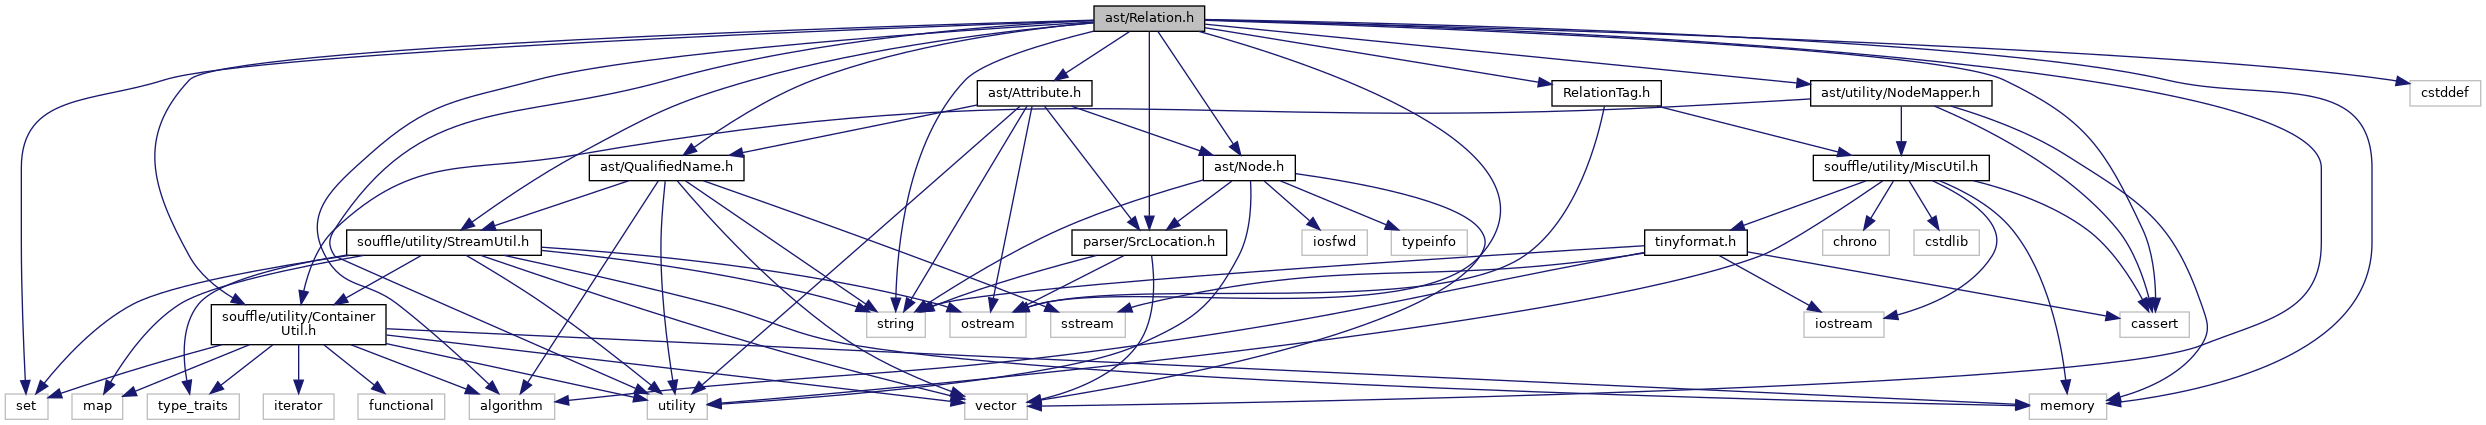 ast/Relation.h
ast/Attribute.h
RelationTag.h
ast/utility/NodeMapper.h
cstddef
ast/QualifiedName.h
ast/Node.h
souffle/utility/MiscUtil.h
souffle/utility/StreamUtil.h
parser/SrcLocation.h
iosfwd
typeinfo
tinyformat.h
chrono
cstdlib
souffle/utility/Container
Util.h
string
ostream
sstream
iostream
cassert
set
map
type_traits
iterator
functional
algorithm
utility
vector
memory